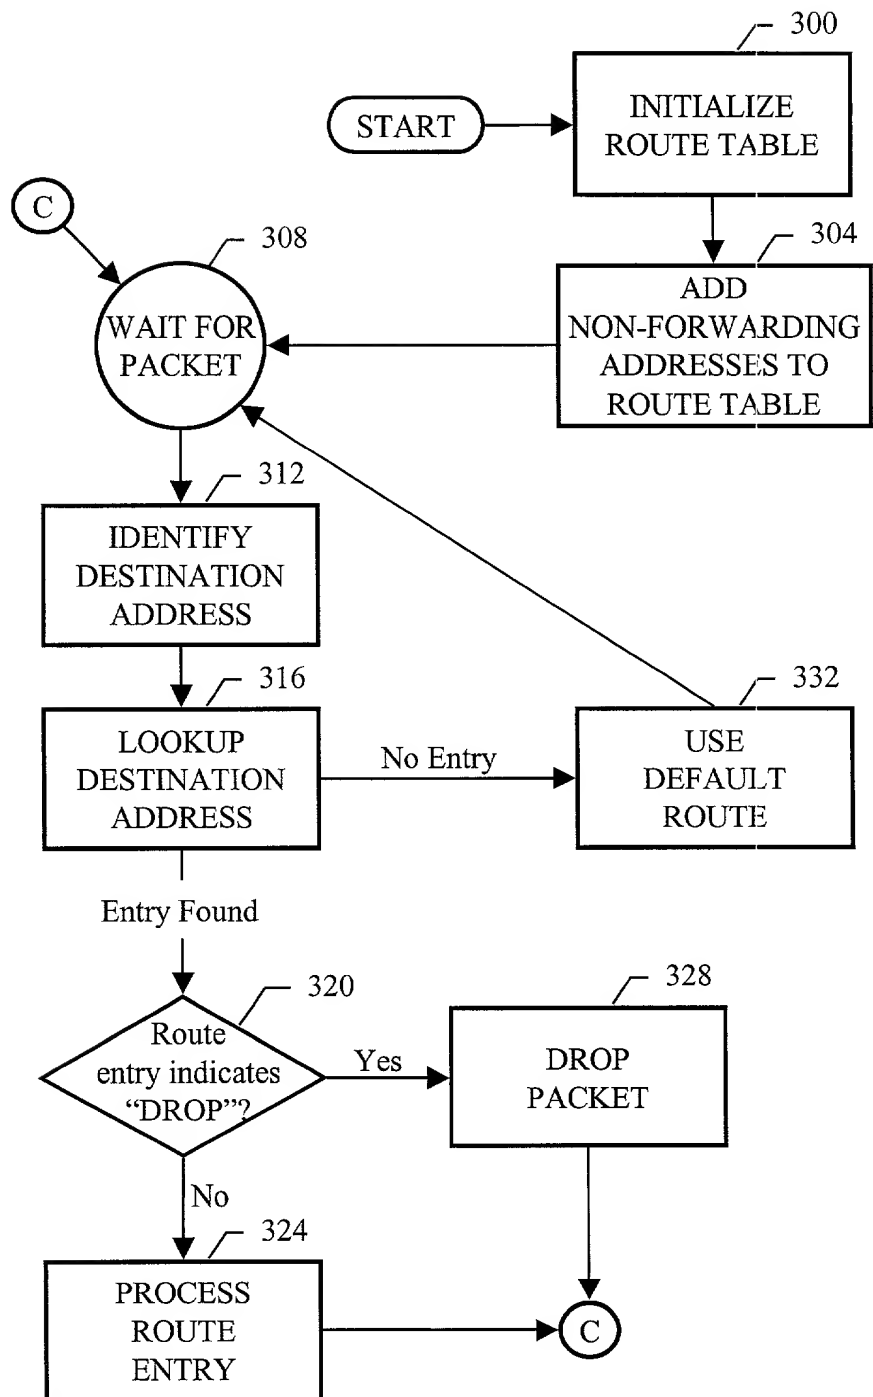 300
START
INITIALIZE
ROUTE TABLE
C
308
304
WAIT FOR
PACKET
ADD
NON-FORWARDING
ADDRESSES TO
ROUTE TABLE
312
IDENTIFY
DESTINATION
ADDRESS
316
332
LOOKUP
DESTINATION
ADDRESS
No Entry
USE
DEFAULT
ROUTE
Entry Found
320
328
Route
entry indicates
“DROP”?
Yes
DROP
PACKET
No
324
PROCESS
ROUTE
ENTRY
C